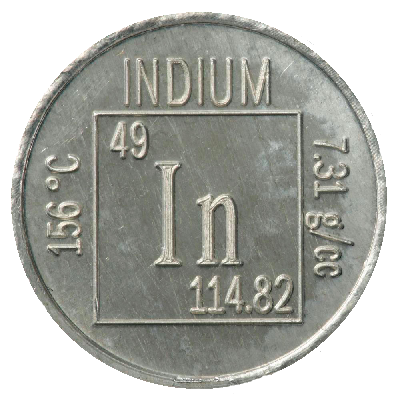 INDIUM
49
In
114.82
156 °C
7.31 g/cc